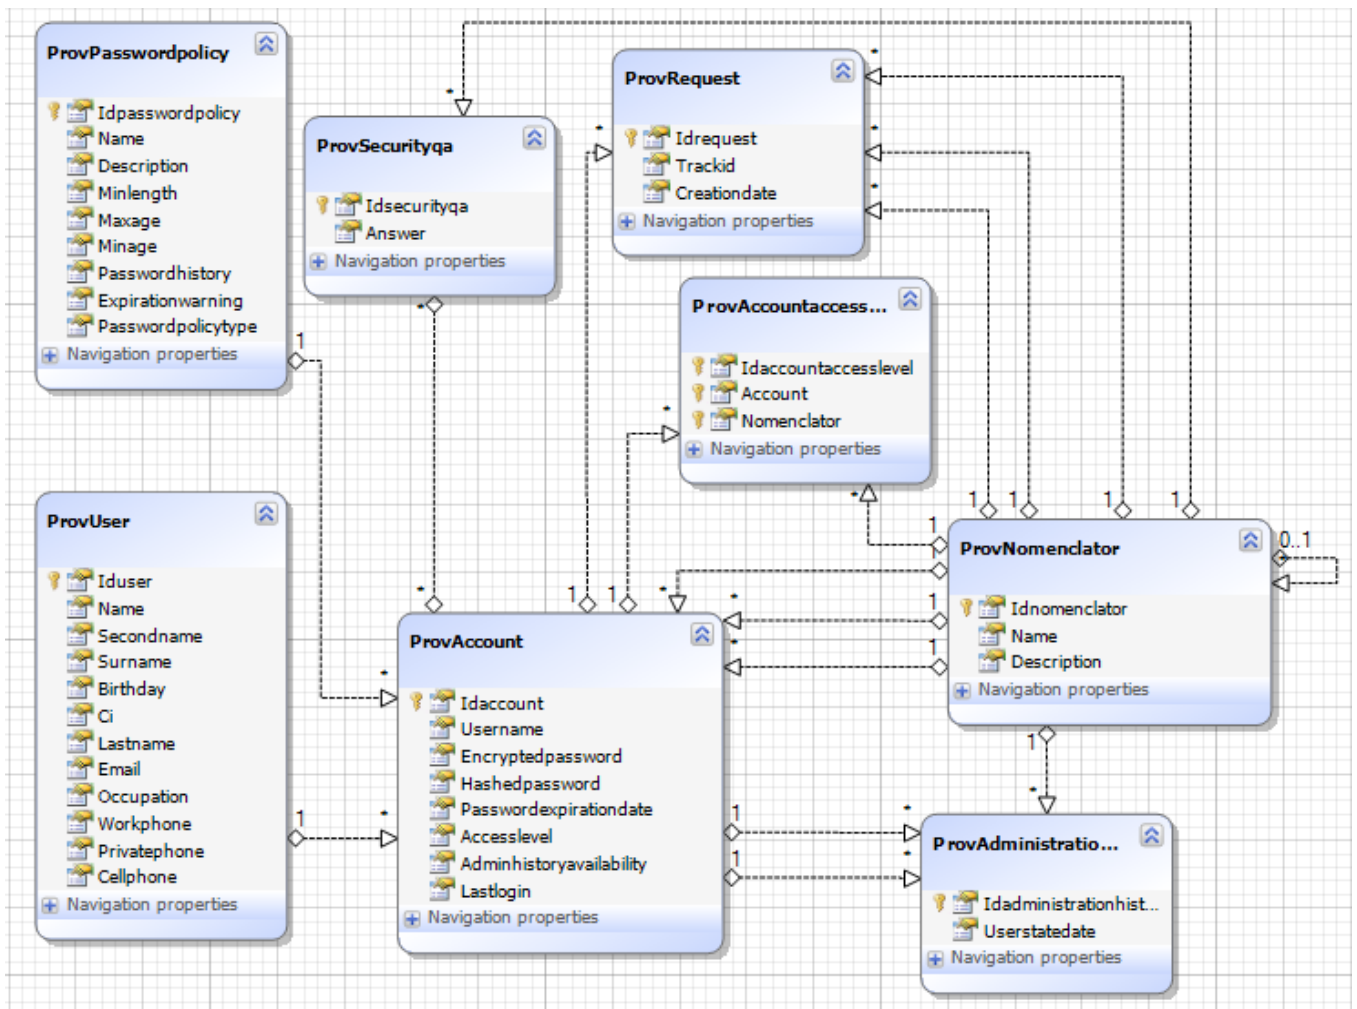 ProvPasswordpolicy
Idpasswordpolicy
Name
Description
Minlength
Maxage
Minage
Passwordhistory
Expirationwarning
Passwordpolicytype
Navigation properties
1
ProvSecurityqa
Idsecurityqa
Answer
Navigation properties
*
*
*
ProvRequest
Idrequest
Trackid
Creationdate
Navigation properties
*
*
*
*
ProvAccountaccess...
Idaccountaccesslevel
Account
Nomenclator
Navigation properties
*
*
ProvUser
Iduser
Name
Secondname
Surname
Birthday
Ci
Lastname
Email
Occupation
Workphone
Privatephone
Cellphone
Navigation properties
1
*
*
1
1
*
*
*
ProvAccount
Idaccount
Username
Encryptedpassword
Hashedpassword
Passwordexpirationdate
Accesslevel
Adminhistoryavailability
Lastlogin
Navigation properties
1
1
1
1
1
1
1
1
1
1
0..1
ProvNomenclator
Idnomenclator
Name
Description
Navigation properties
1
*
*
*
ProvAdministratio...
Idadministrationhist...
Userstatedate
Navigation properties